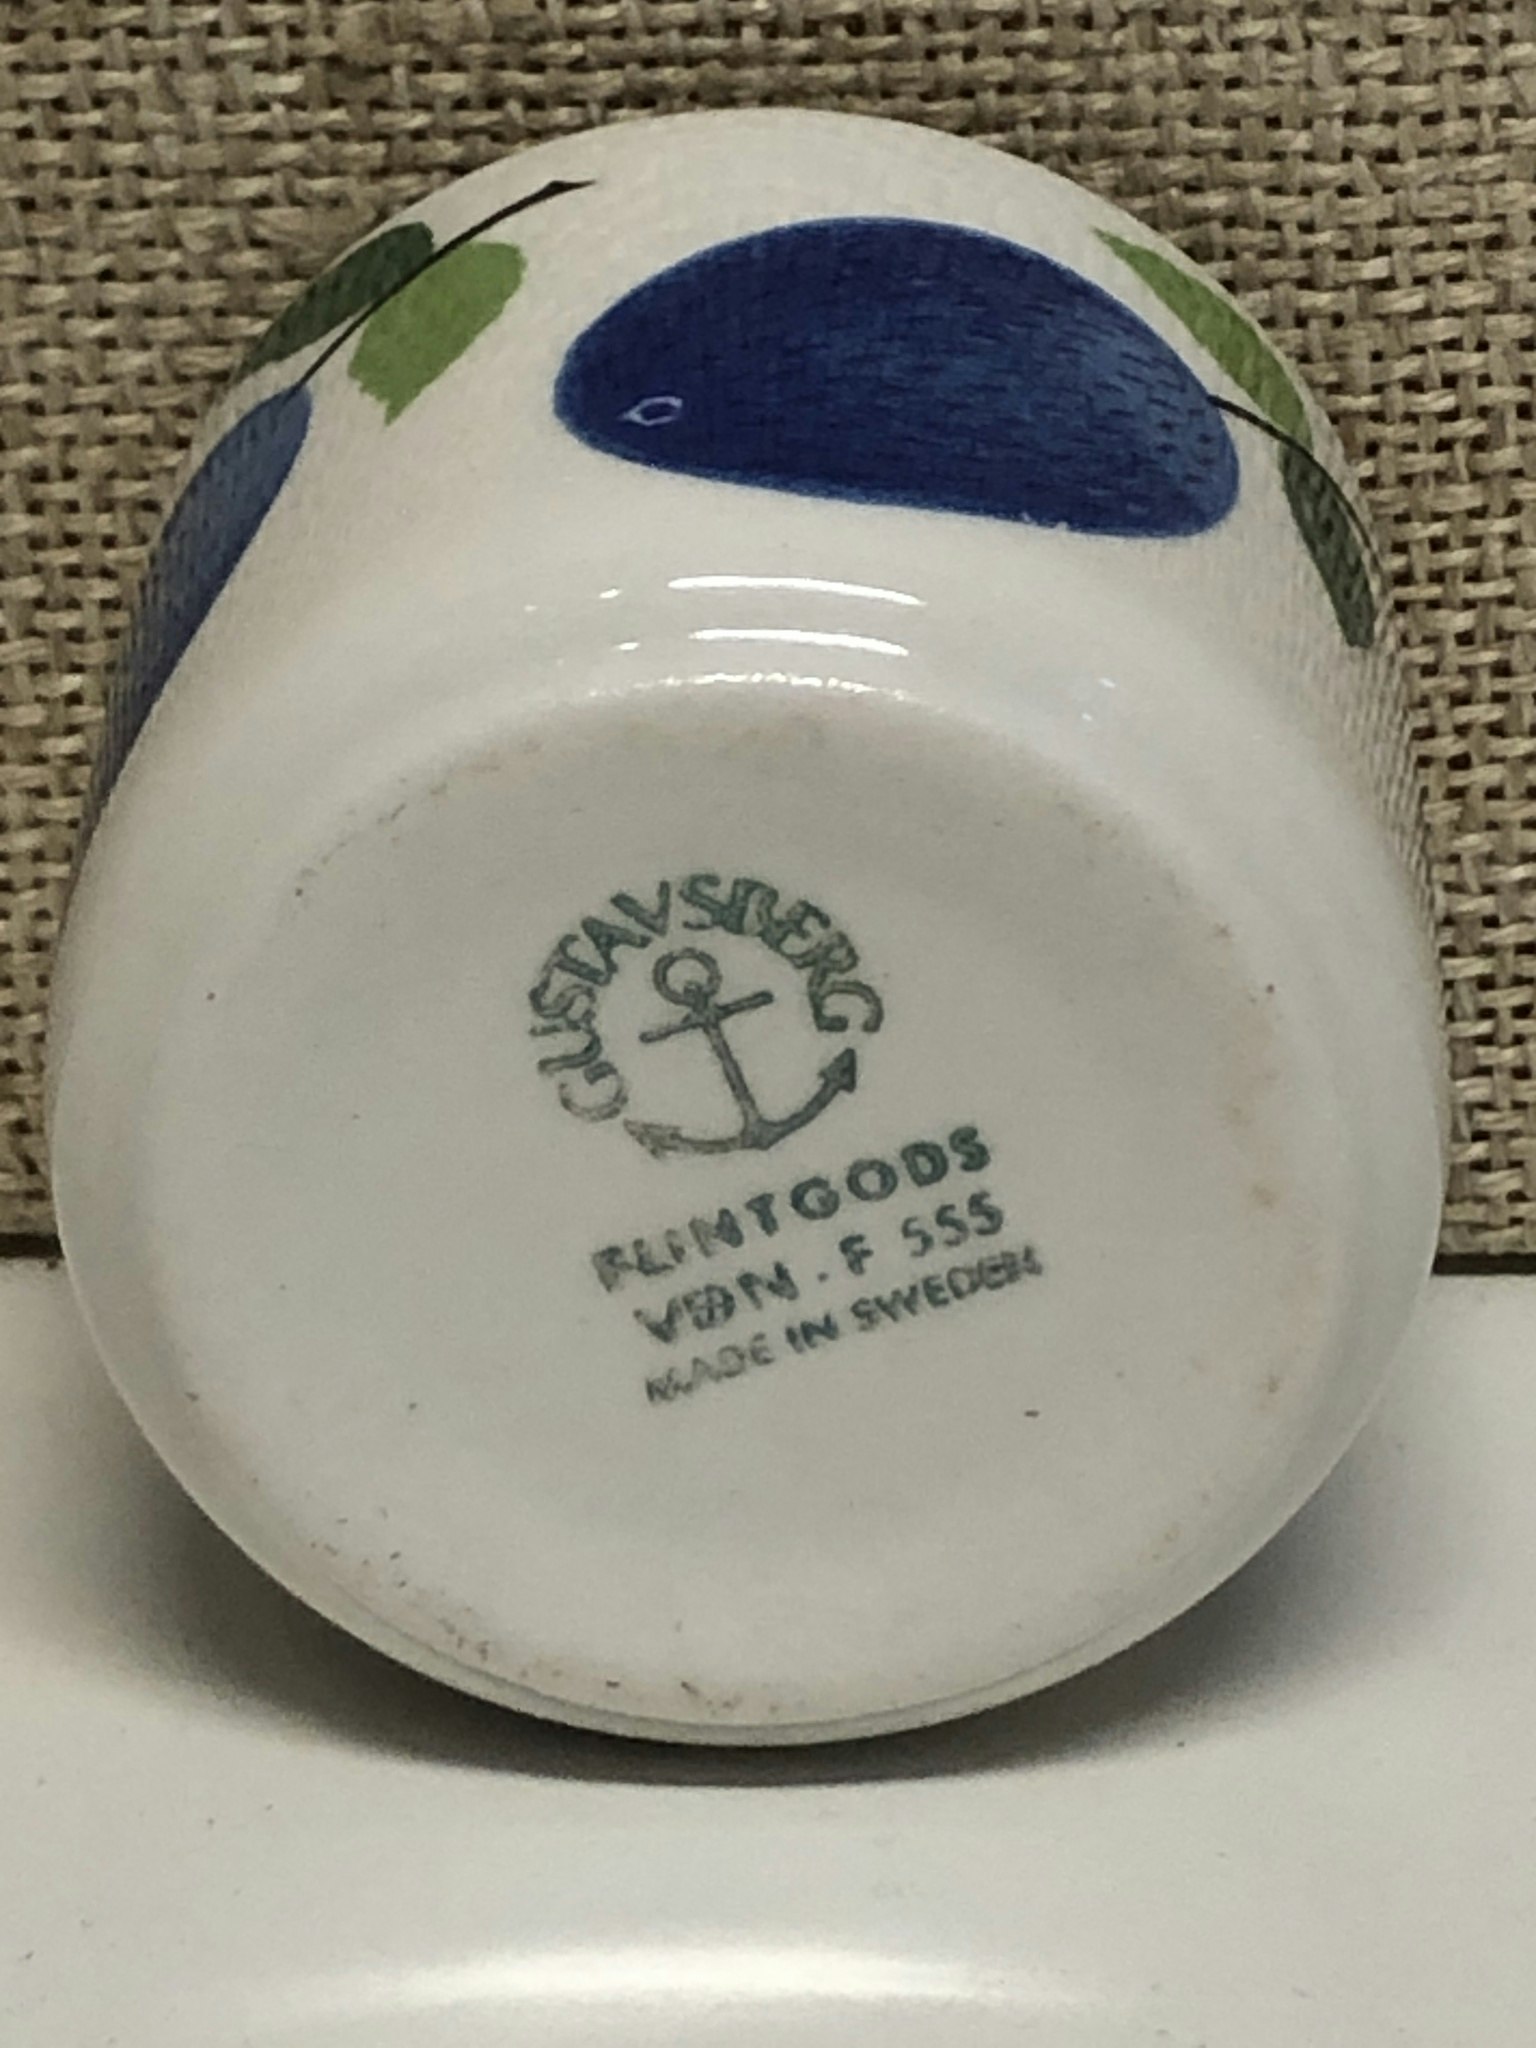 GUSTAVSBERG
FLINTGODS
VDN - F 555
MADE IN SWEDEN